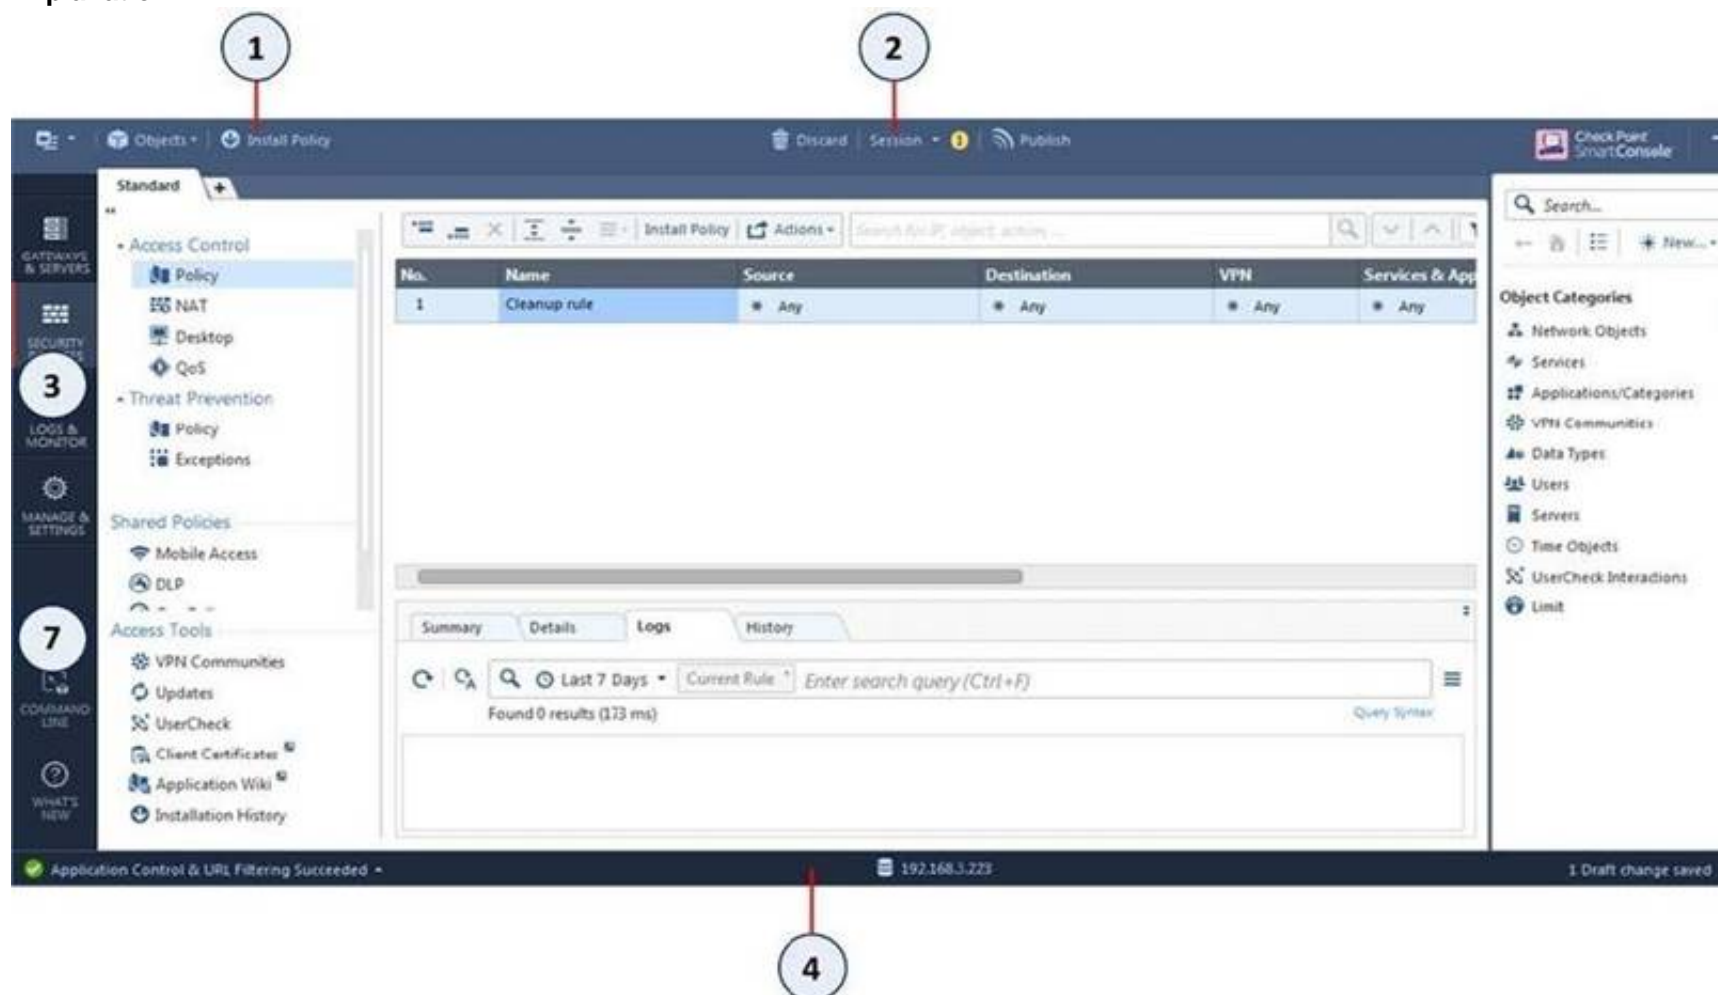 1
2
Objects
Install Policy
Discard
Session
Publish
Check Point
SmartConsole
Standard
Search...
GATEWAYS
& SERVERS
Access Control
Install Policy
Actions
New...
Policy
No.
Name
Source
Destination
VPN
Services & App
1
Cleanup rule
Any
Any
Any
Any
Object Categories
NAT
SECURITY
Desktop
QoS
Network Objects
Services
3
Threat Prevention
Applications/Categories
LOGS &
MONITOR
Policy
VPN Communities
Exceptions
Data Types
Users
MANAGE &
SETTINGS
Shared Policies
Servers
Mobile Access
Time Objects
DLP
UserCheck Interactions
Limit
7
Access Tools
Summary
Details
Logs
History
VPN Communities
Last 7 Days
Current Rule
Enter search query (Ctrl+F)
COMMAND
LINE
Updates
Found 0 results (173 ms)
Query Syntax
UserCheck
Client Certificates
Application Wiki
WHAT'S
NEW
Installation History
Application Control & URL Filtering Succeeded
192.168.3.223
1 Draft change saved
4